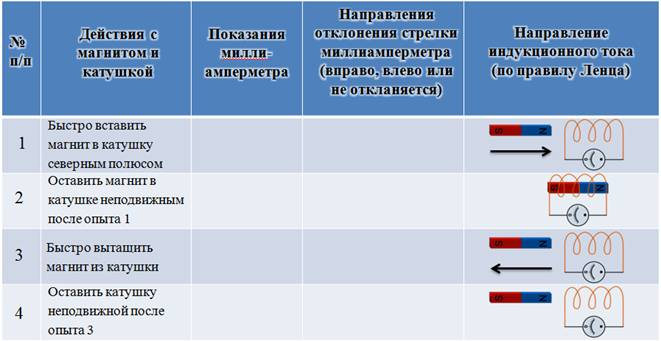 №
п/п
Действия с
магнитом и
катушкой
Показания
милли-
амперметра
Направления
отклонения стрелки
миллиамперметра
(вправо, влево или
не откланяется)
Направление
индукционного тока
(по правилу Ленца)
1
Быстро вставить
магнит в катушку
северным полюсом
S N
2
Оставить магнит в
катушке неподвижным
после опыта 1
S N
3
Быстро вытащить
магнит из катушки
S N
4
Оставить катушку
неподвижной после
опыта 3
S N